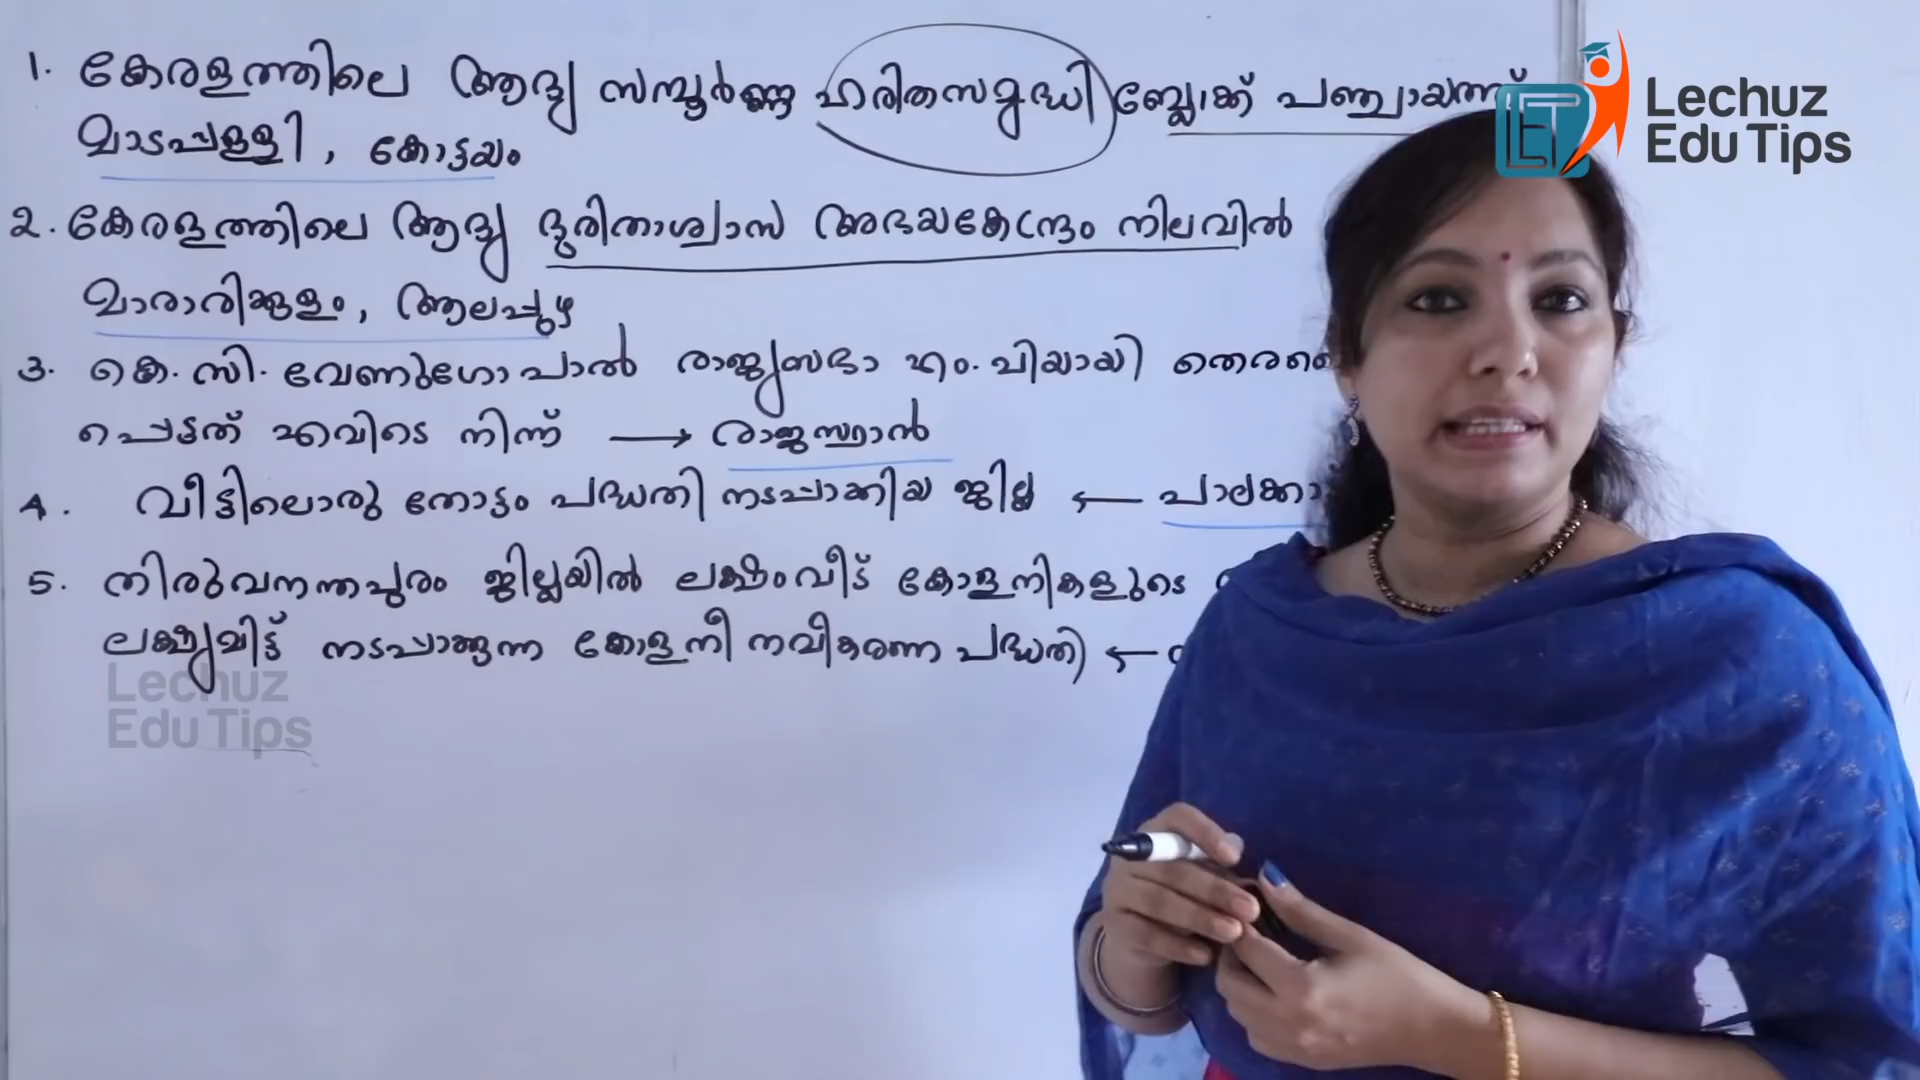 1. കേരളത്തിലെ ആദ്യ സമ്പൂർണ്ണ ഹരിതസമൃദ്ധി ബ്ലോക്ക് പഞ്ചായത്ത്
മാടപ്പള്ളി, കോട്ടയം
2. കേരളത്തിലെ ആദ്യ ദുരിതാശ്വാസ അഭയകേന്ദ്രം നിലവിൽ
മാരാരിക്കുളം, ആലപ്പുഴ
3. കെ.സി. വേണുഗോപാൽ രാജ്യസഭാ എം.പിയായി
പ്പെട്ടത് എവിടെ നിന്ന് → രാജസ്ഥാൻ
4. വീട്ടിലൊരു തോട്ടം പദ്ധതി നടപ്പാക്കിയ ജില്ല ←
5. തിരുവനന്തപുരം ജില്ലയിൽ ലക്ഷംവീട് കോളനികളുടെ
ലക്ഷ്യമിട്ട് നടപ്പാക്കുന്ന കോളനീ നവീകരണ പദ്ധതി ←
Lechuz
Edu Tips
LET
Lechuz
Edu Tips